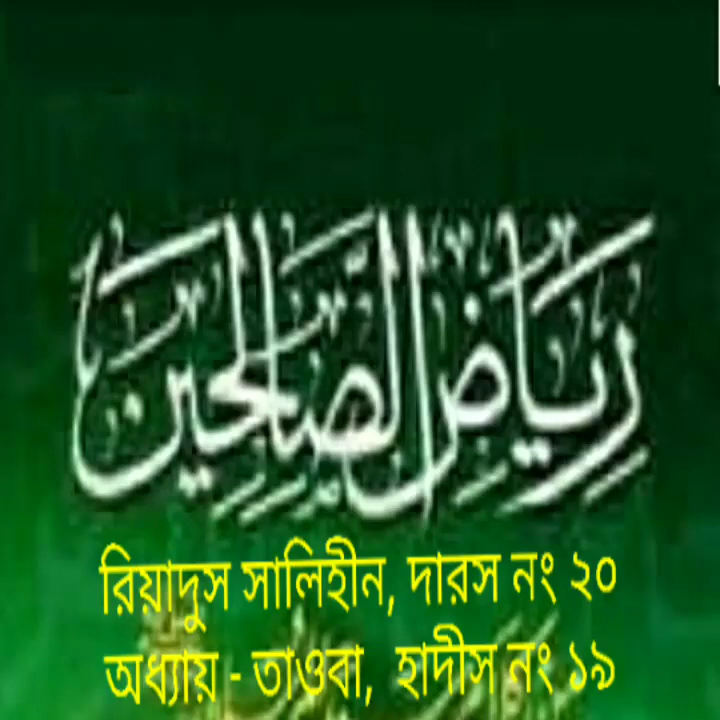 رياض الصالحين
রিয়াদুস সালিহীন, দারস নং ২০
অধ্যায় - তাওবা, হাদীস নং ১৯